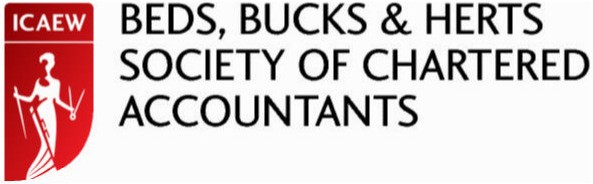 ICAEW
BEDS, BUCKS & HERTS
SOCIETY OF CHARTERED
ACCOUNTANTS